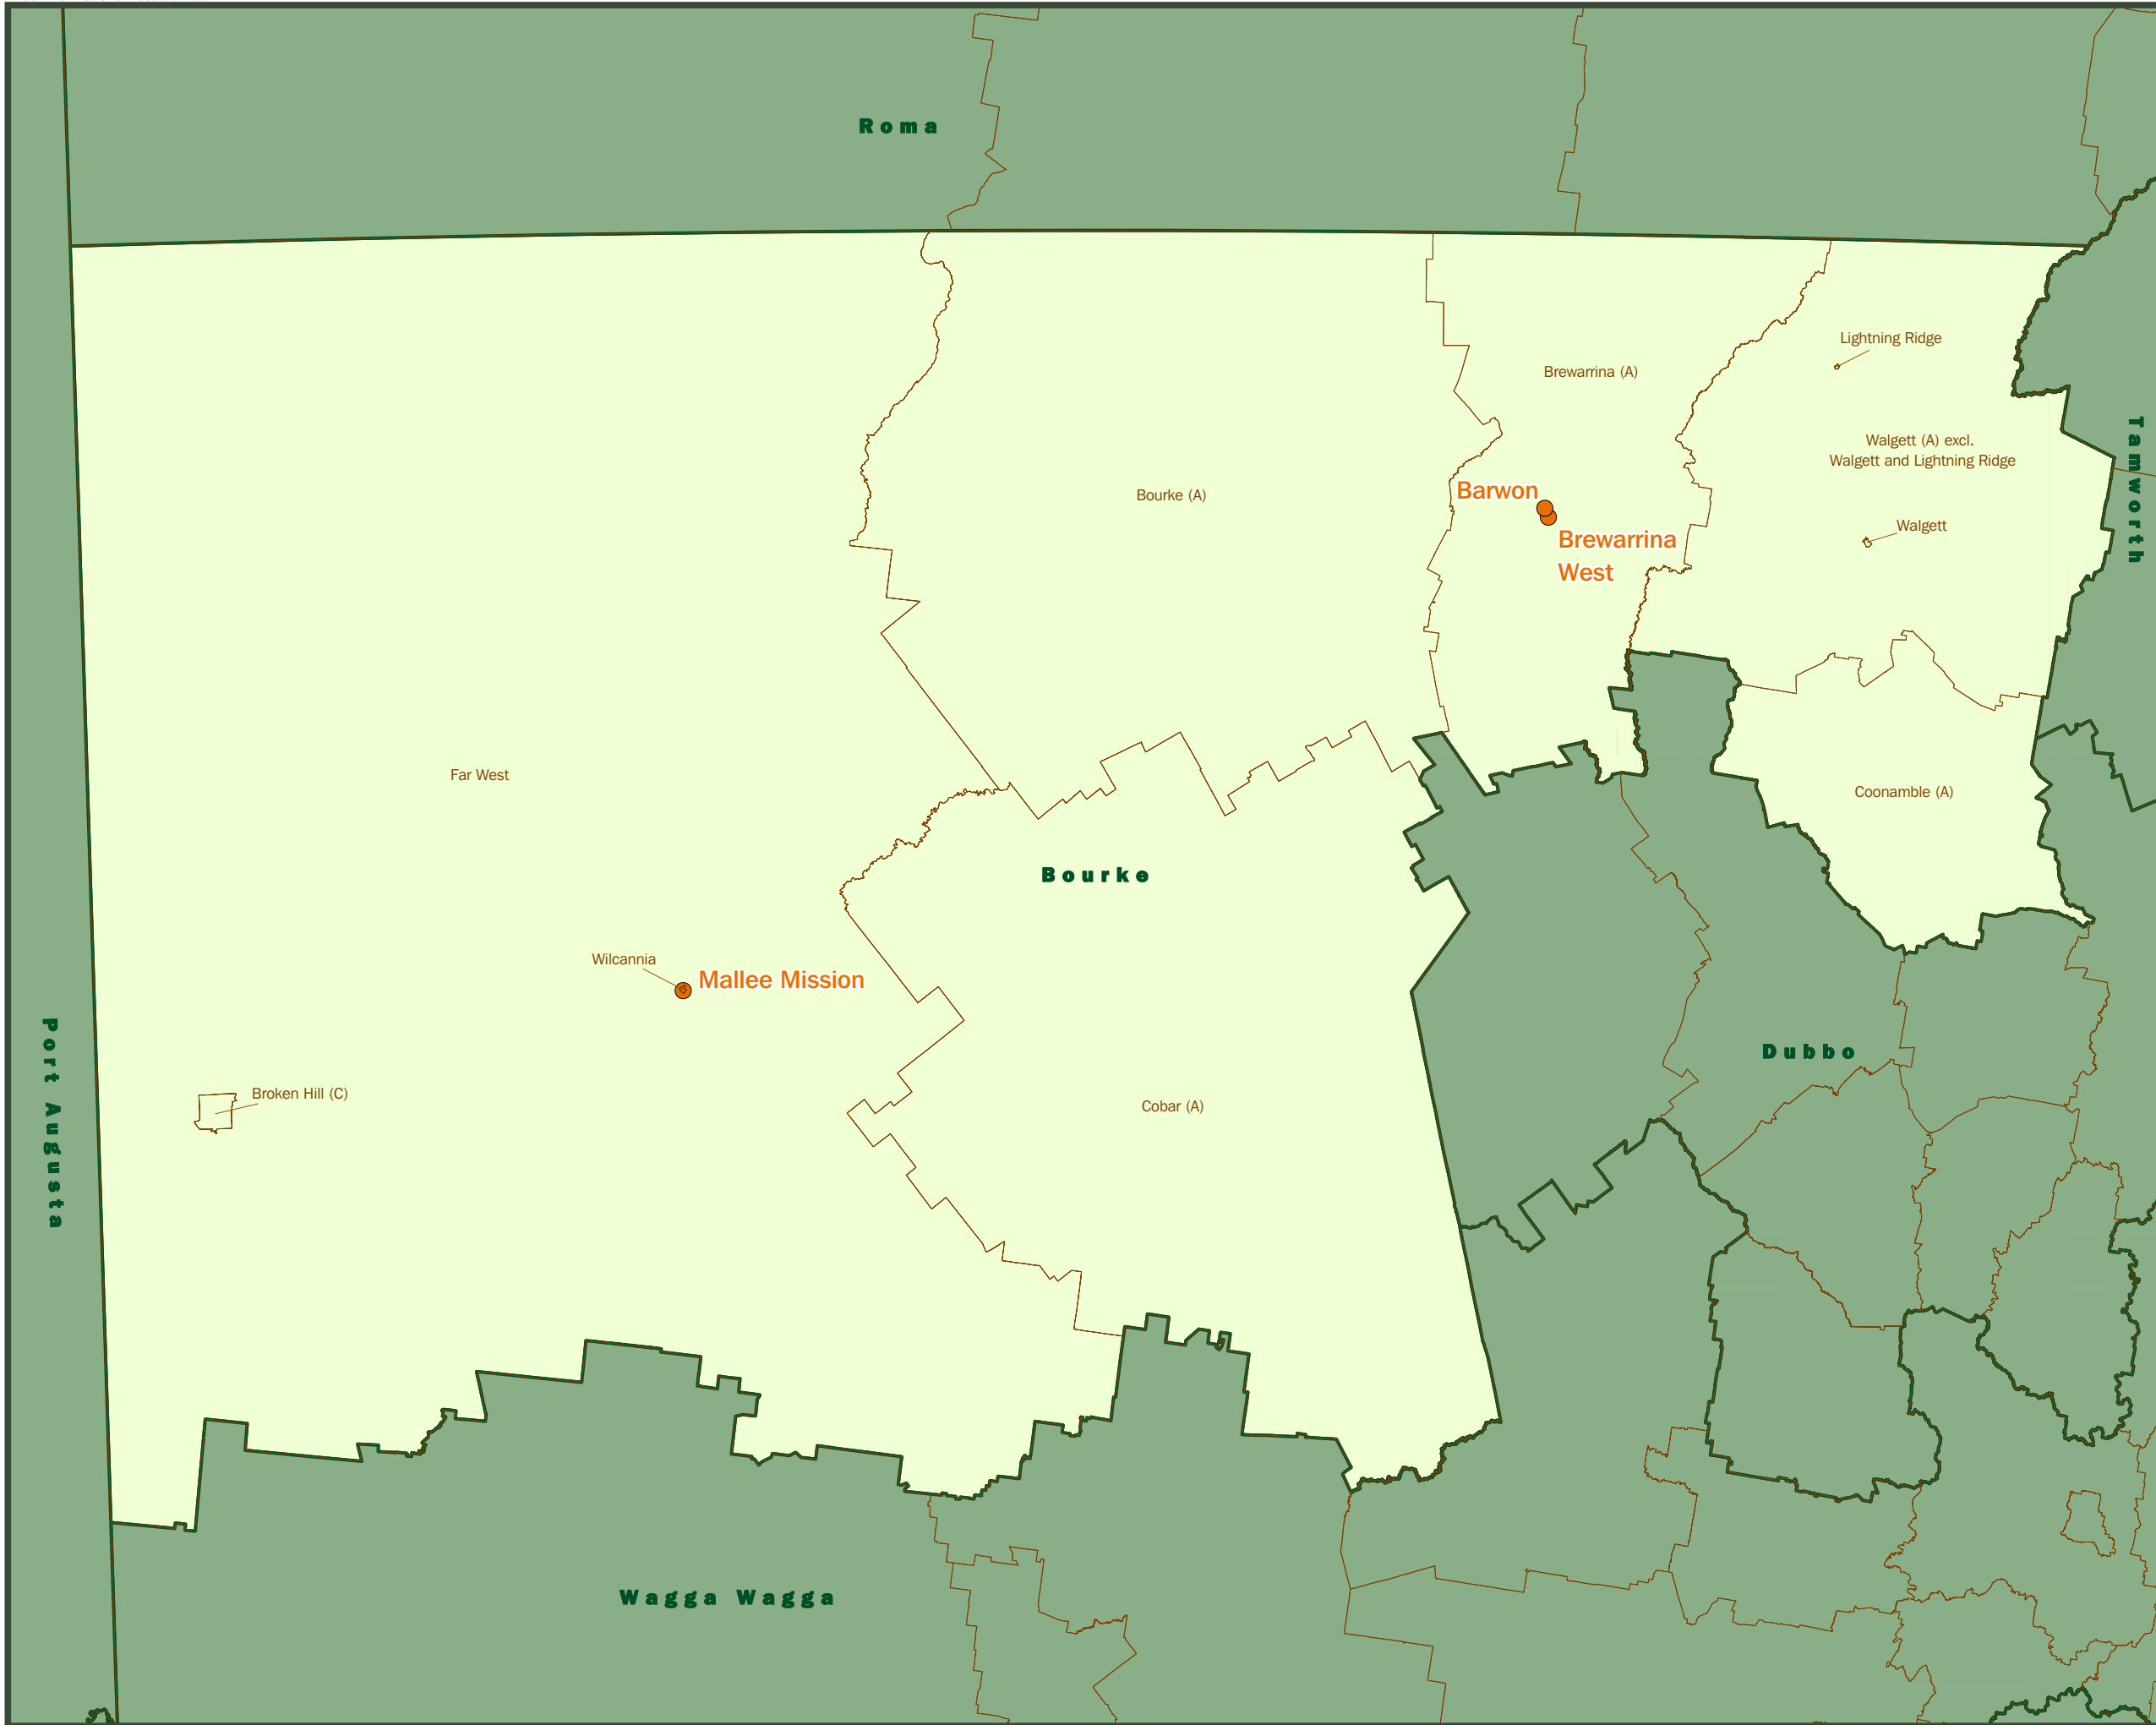 Roma
Lightning Ridge
Brewarrina (A)
Walgett (A) excl.
Walgett and Lightning Ridge
Tamworth
Bourke (A)
Barwon
Walgett
Brewarrina
West
Far West
Coonamble (A)
Bourke
Wilcannia
Mallee Mission
Port Augusta
Dubbo
Broken Hill (C)
Cobar (A)
Wagga Wagga